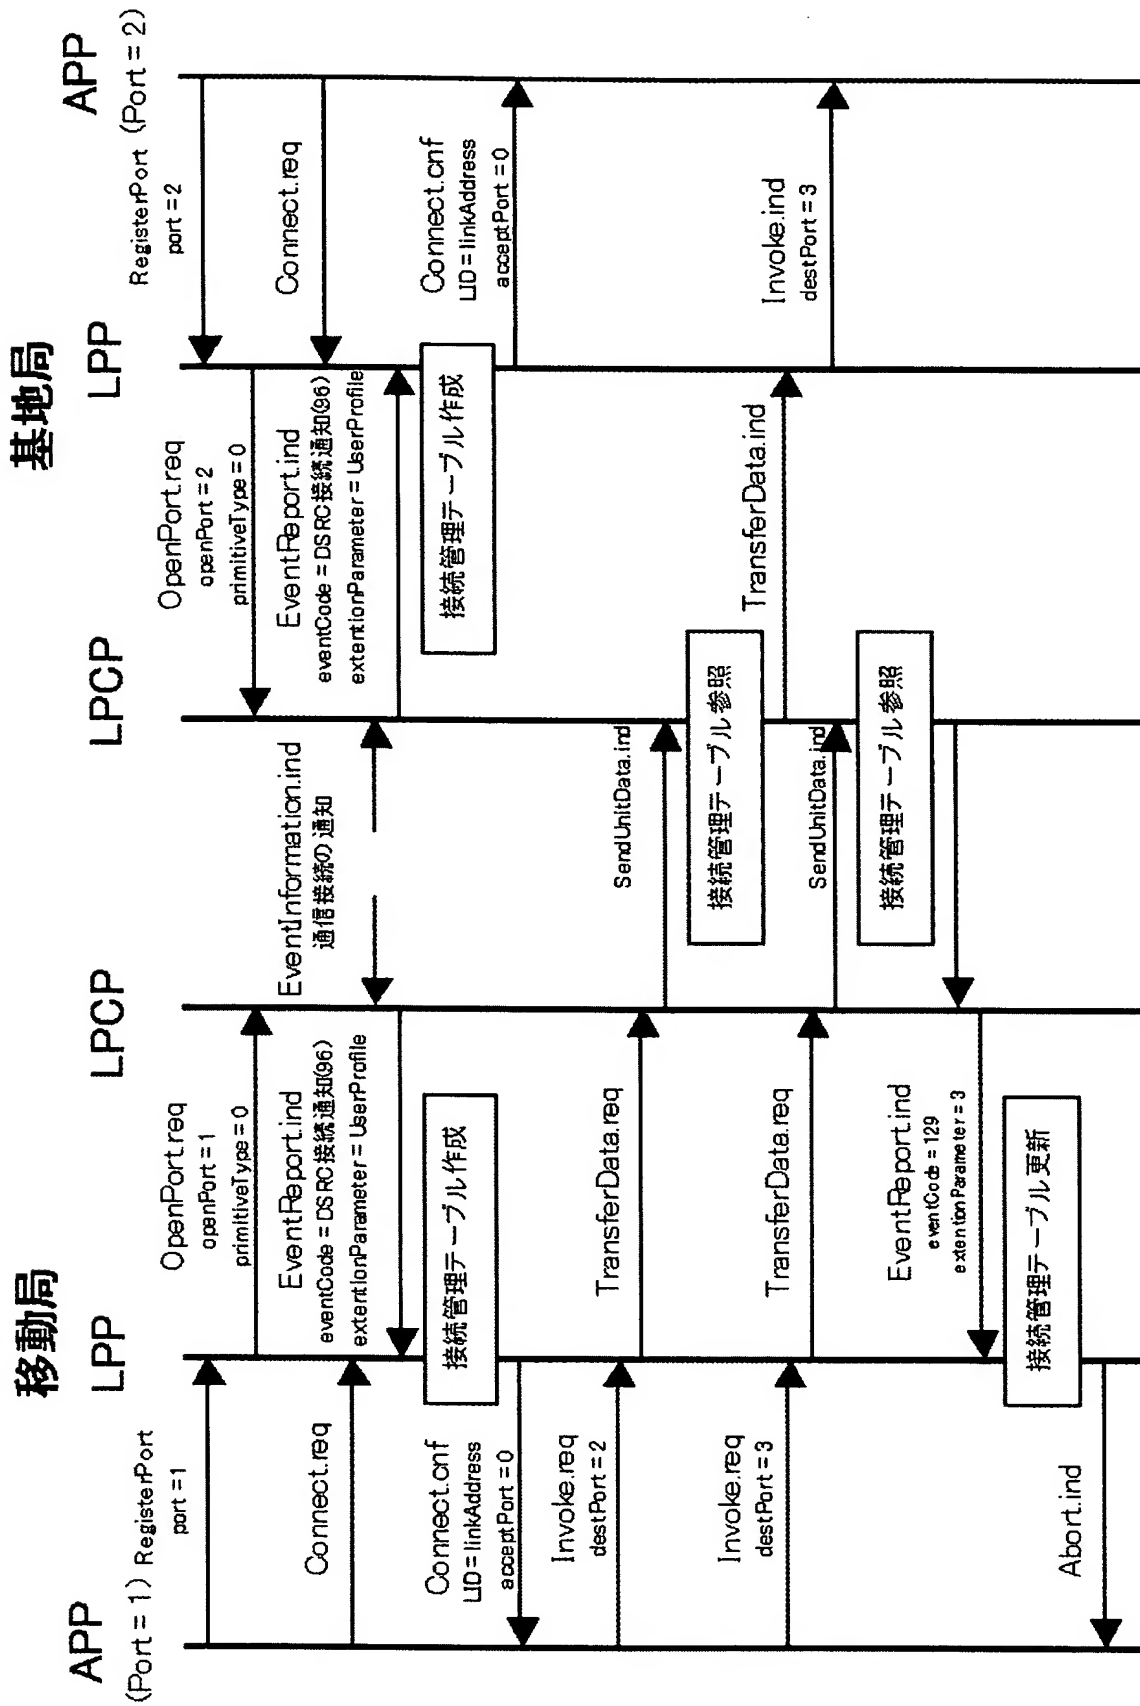 移動局
基地局
APP
(Port = 1)
LPP
LPCP
LPCP
LPP
APP
(Port = 2)
RegisterPort
port =1
OpenPort.req
openPort = 1
primitiveType = 0
OpenPort.req
openPort = 2
primitiveType = 0
RegisterPort
port = 2
Connect.req
EventReport.ind
eventCode = DSRC接続通知(96)
extentionParameter = UserProfile
EventInformation.ind
通信接続の通知
EventReport.ind
eventCode = DSRC接続通知(96)
extentionParameter = UserProfile
Connect.req
接続管理テーブル作成
接続管理テーブル作成
Connect.cnf
LID = linkAddress
acceptPort = 0
Connect.cnf
LID = linkAddress
acceptPort = 0
Invoke.req
destPort = 2
TransferData.req
SendUnitData.ind
接続管理テーブル参照
TransferData.ind
Invoke.ind
destPort = 3
Invoke.req
destPort = 3
TransferData.req
SendUnitData.ind
接続管理テーブル参照
EventReport.ind
eventCode = 129
extentionParameter = 3
接続管理テーブル更新
Abort.ind